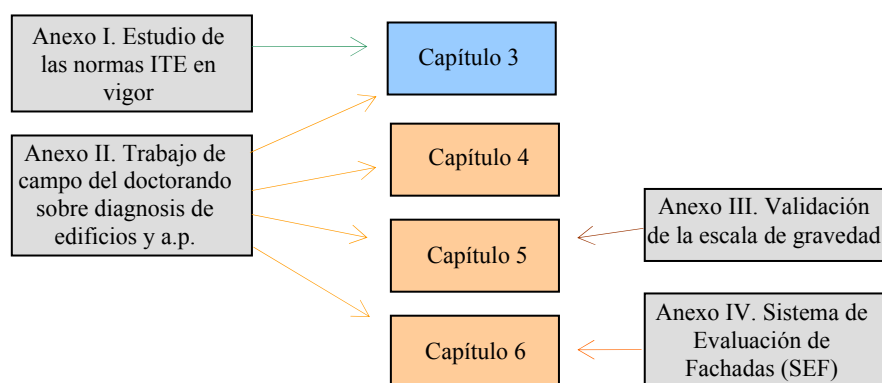 Anexo I. Estudio de
las normas ITE en
vigor
Capítulo 3
Anexo II. Trabajo de
campo del doctorando
sobre diagnosis de
edificios y a.p.
Capítulo 4
Capítulo 5
Anexo III. Validación
de la escala de gravedad
Capítulo 6
Anexo IV. Sistema de
Evaluación de
Fachadas (SEF)